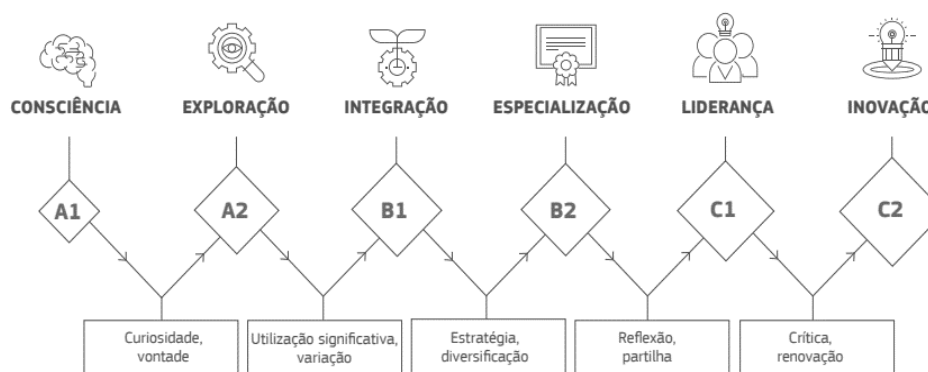 CONSCIÊNCIA
EXPLORAÇÃO
INTEGRAÇÃO
ESPECIALIZAÇÃO
LIDERANÇA
INOVAÇÃO
A1
A2
B1
B2
C1
C2
Curiosidade,
vontade
Utilização significativa,
variação
Estratégia,
diversificação
Reflexão,
partilha
Crítica,
renovação